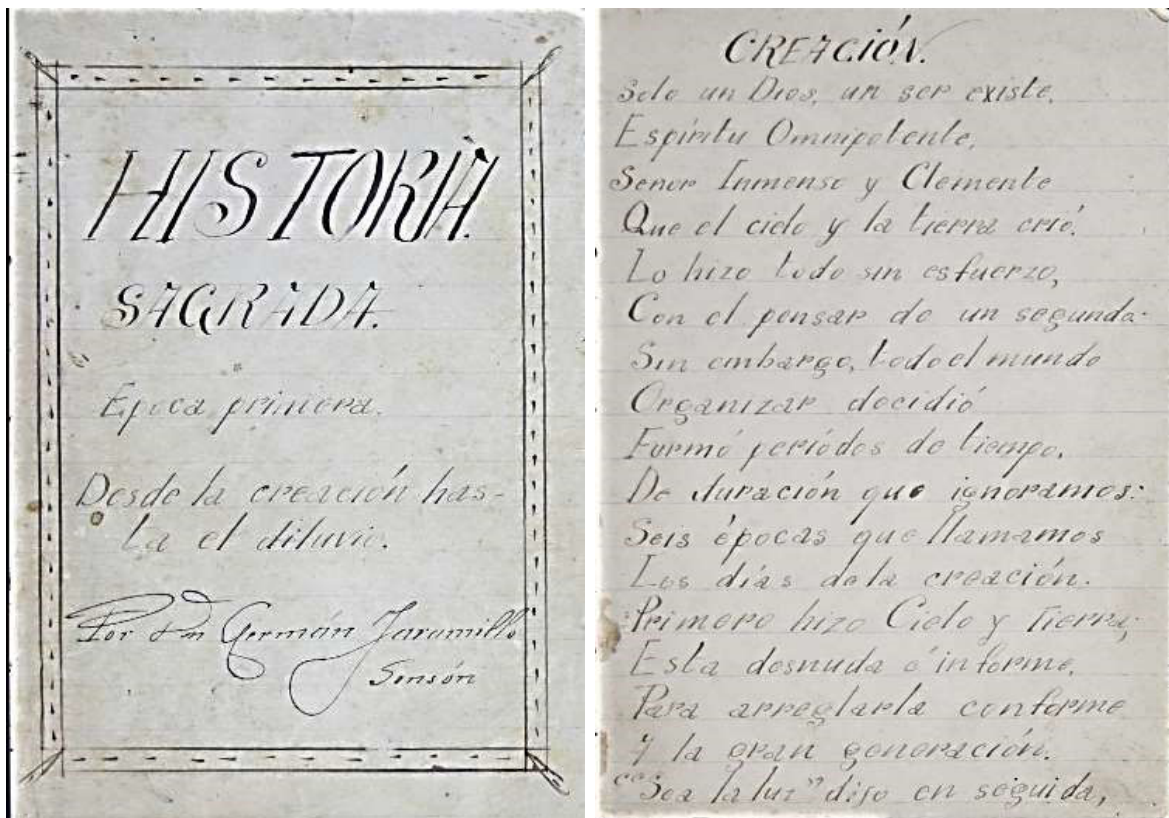 HISTORIA
SAGRADA.
Epoca primera.
Desde la creación has-
ta el diluvio.
Por Dn Germán Jaramillo
Sonsón
CREACIÓN.
Solo un Dios, un ser existe,
Espíritu Omnipotente,
Senor Inmenso y Clemente
Que el cielo y la tierra crió.
Lo hizo todo sin esfuerzo,
Con el pensar de un segundo:
Sin embargo, todo el mundo
Organizar decidió
Formó períodos de tiempo,
De duración que ignoramos:
Seis épocas que llamamos
Los días de la creación.
Primero hizo Cielo y Tierra;
Esta desnuda é informe,
Para arreglarla conforme
A la gran generación.
"Sea la luz" dijo en seguida,